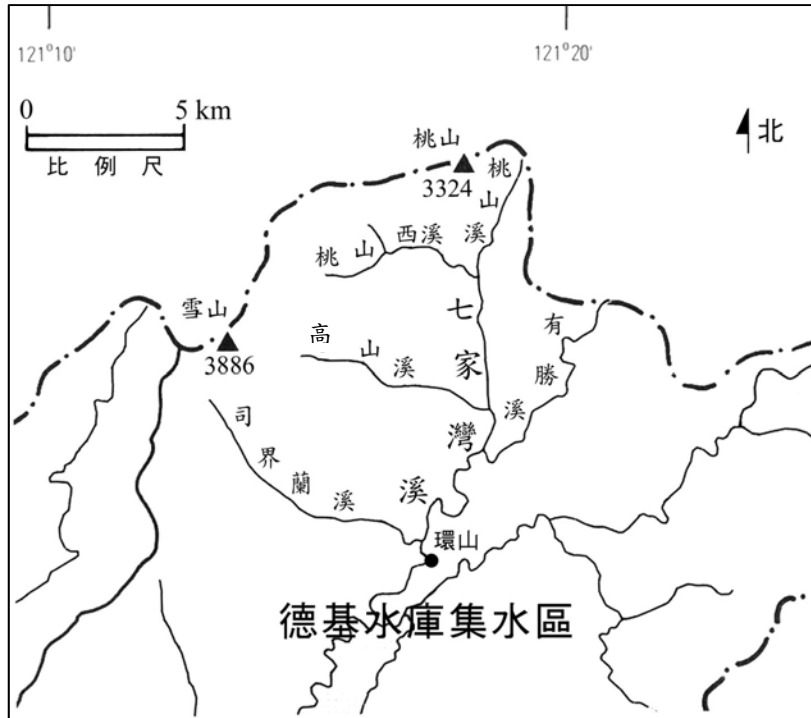 121°10'
121°20'
0 5 km
比例尺
北
桃山
3324
桃山溪
桃山西溪
七家灣溪
有勝溪
雪山
3886
高山溪
司界蘭溪
環山
德基水庫集水區